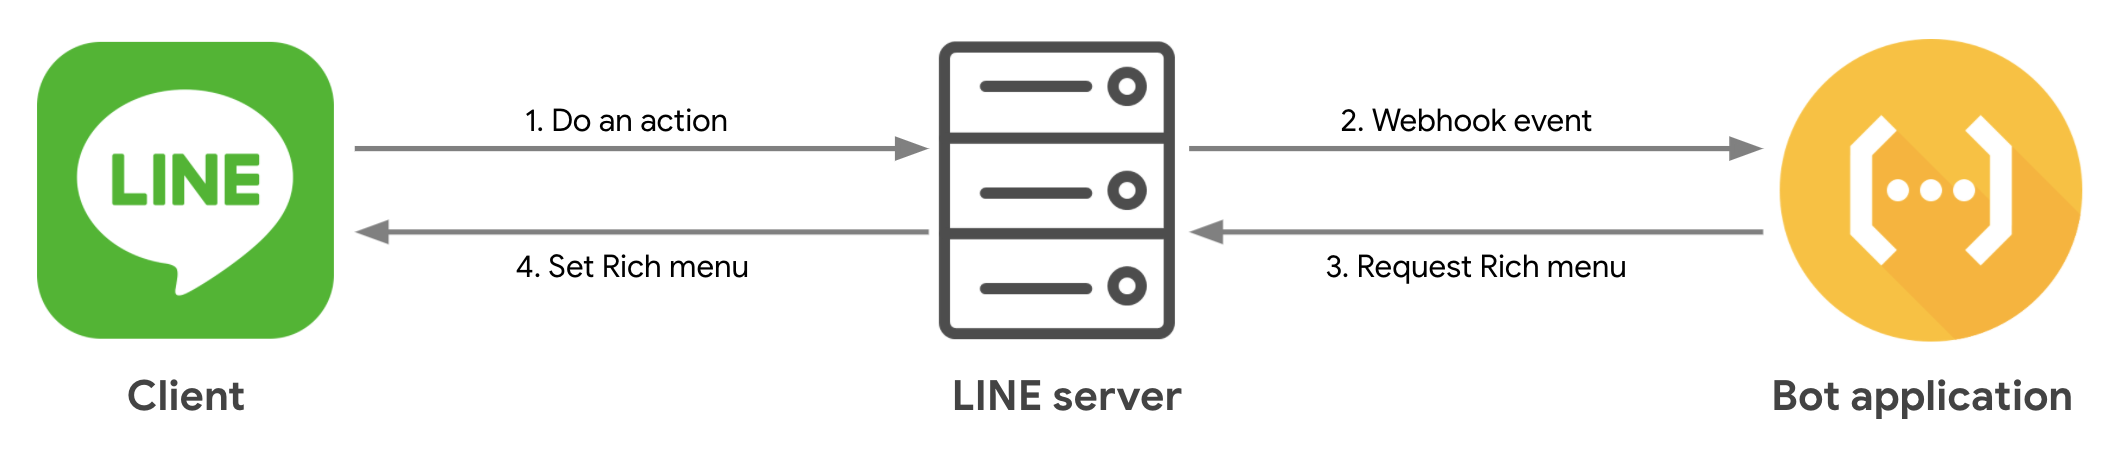 1. Do an action
2. Webhook event
LINE
4. Set Rich menu
3. Request Rich menu
Client
LINE server
Bot application